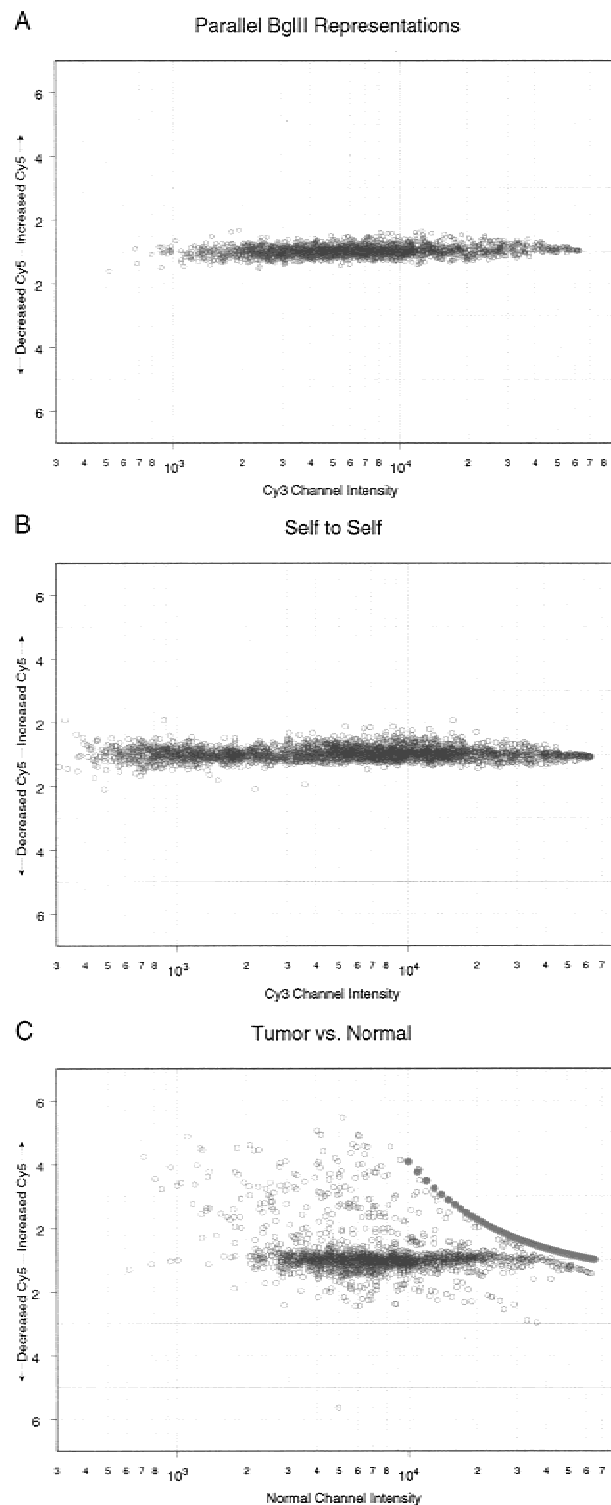 A
Parallel BglII Representations
6
4
2
2
4
6
<--- Decreased Cy5 Increased Cy5 --->
3 4 5 6 7 8 10³ 2 3 4 5 6 7 8 10⁴ 2 3 4 5 6 7 8
Cy3 Channel Intensity
B
Self to Self
6
4
2
2
4
6
<--- Decreased Cy5 Increased Cy5 --->
3 4 5 6 7 8 10³ 2 3 4 5 6 7 8 10⁴ 2 3 4 5 6 7
Cy3 Channel Intensity
C
Tumor vs. Normal
6
4
2
2
4
6
<--- Decreased Cy5 Increased Cy5 --->
3 4 5 6 7 8 10³ 2 3 4 5 6 7 8 10⁴ 2 3 4 5 6 7
Normal Channel Intensity